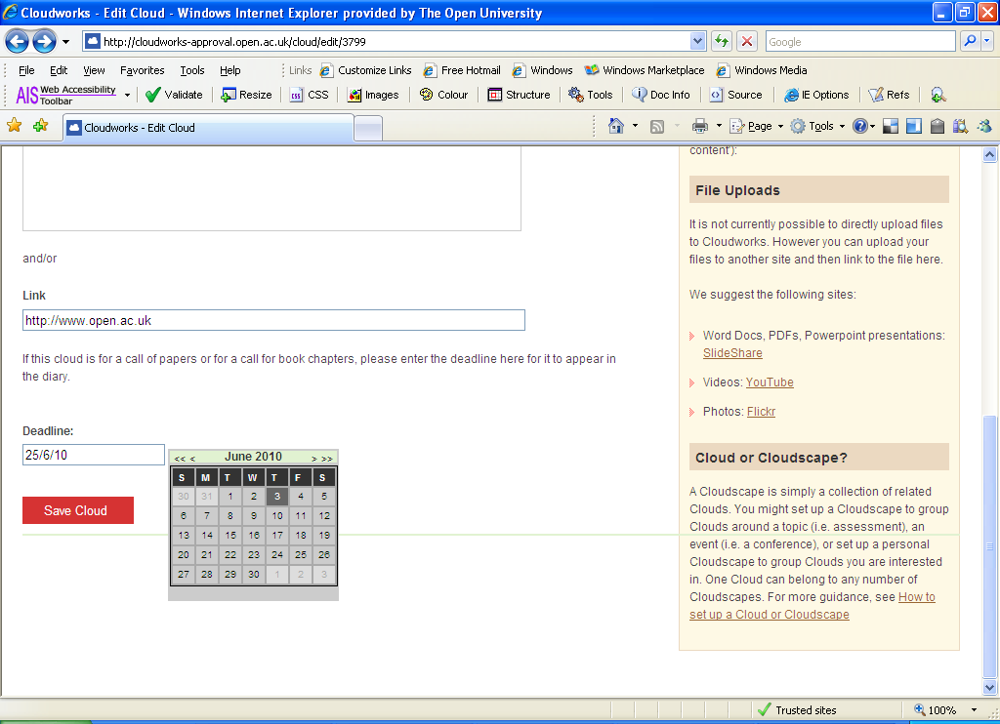 Cloudworks - Edit Cloud - Windows Internet Explorer provided by The Open University
http://cloudworks-approval.open.ac.uk/cloud/edit/3799
Google
File Edit View Favorites Tools Help Links Customize Links Free Hotmail Windows Windows Marketplace Windows Media
AIS Web Accessibility Toolbar Validate Resize CSS Images Colour Structure Tools Doc Info Source IE Options Refs
Cloudworks - Edit Cloud
Page Tools
content'):
File Uploads
It is not currently possible to directly upload files
to Cloudworks. However you can upload your
files to another site and then link to the file here.
We suggest the following sites:
Word Docs, PDFs, Powerpoint presentations:
SlideShare
Videos: YouTube
Photos: Flickr
Cloud or Cloudscape?
A Cloudscape is simply a collection of related
Clouds. You might set up a Cloudscape to group
Clouds around a topic (i.e. assessment), an
event (i.e. a conference), or set up a personal
Cloudscape to group Clouds you are interested
in. One Cloud can belong to any number of
Cloudscapes. For more guidance, see How to
set up a Cloud or Cloudscape
and/or
Link
http://www.open.ac.uk
If this cloud is for a call of papers or for a call for book chapters, please enter the deadline here for it to appear in
the diary.
Deadline:
25/6/10
<< < June 2010 > >>
S M T W T F S
30 31 1 2 3 4 5
6 7 8 9 10 11 12
13 14 15 16 17 18 19
20 21 22 23 24 25 26
27 28 29 30 1 2 3
Save Cloud
Trusted sites
100%